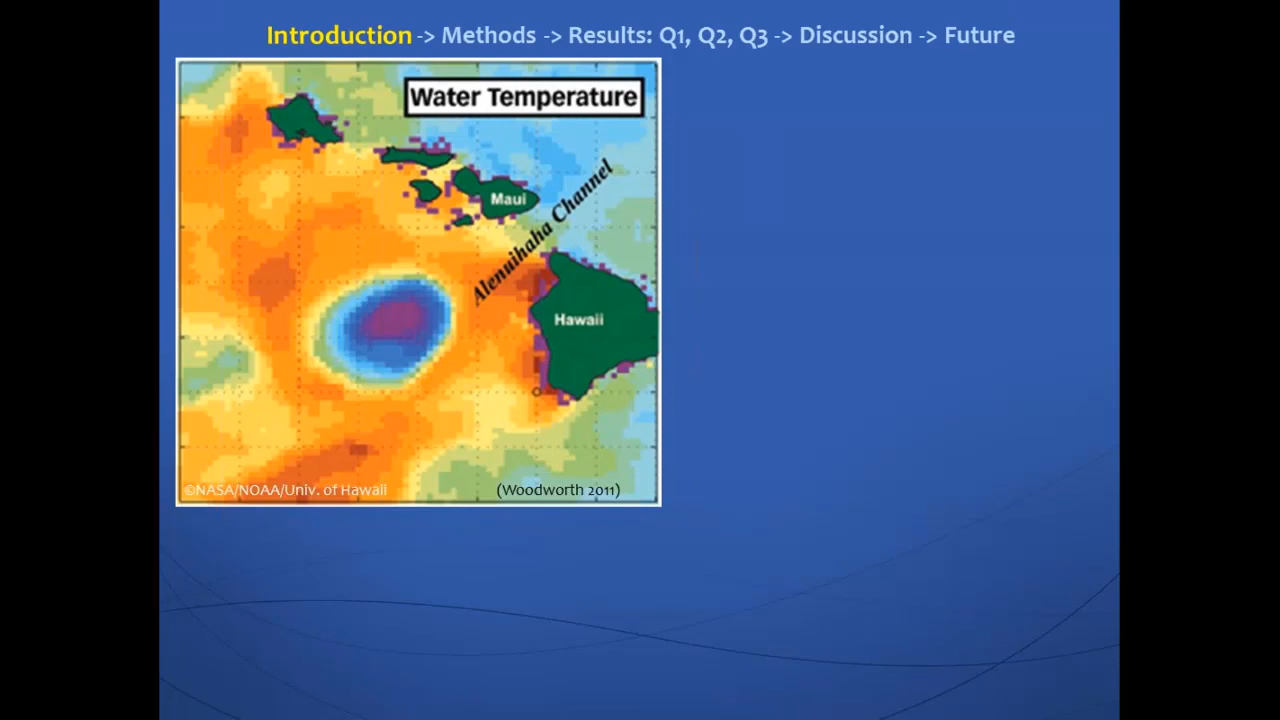 Introduction -> Methods -> Results: Q1, Q2, Q3 -> Discussion -> Future
Water Temperature
Maui
Alenuihaha Channel
Hawaii
©NASA/NOAA/Univ. of Hawaii
(Woodworth 2011)